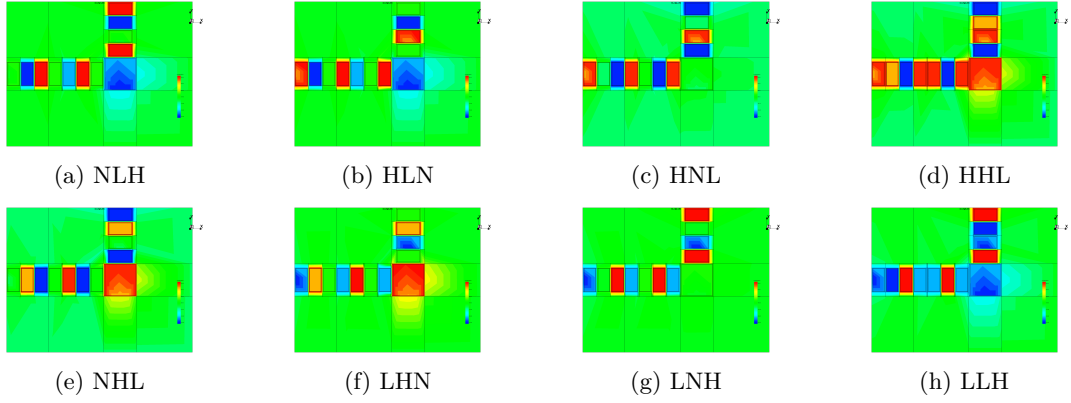 (a) NLH
(b) HLN
(c) HNL
(d) HHL
(e) NHL
(f) LHN
(g) LNH
(h) LLH